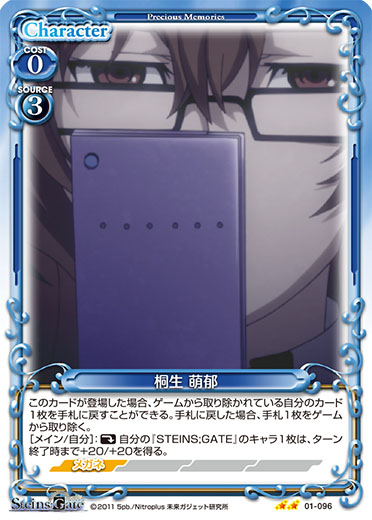 Precious Memories
Character
COST
0
SOURCE
3
桐生 萌郁
このカードが登場した場合、ゲームから取り除かれている自分のカード
1枚を手札に戻すことができる。手札に戻した場合、手札1枚をゲーム
から取り除く。
[メイン/自分]: 自分の『STEINS;GATE』のキャラ1枚は、ターン
終了時まで+20/+20を得る。
メガネ
Steins;Gate
©2011 5pb./Nitroplus 未来ガジェット研究所
01-096